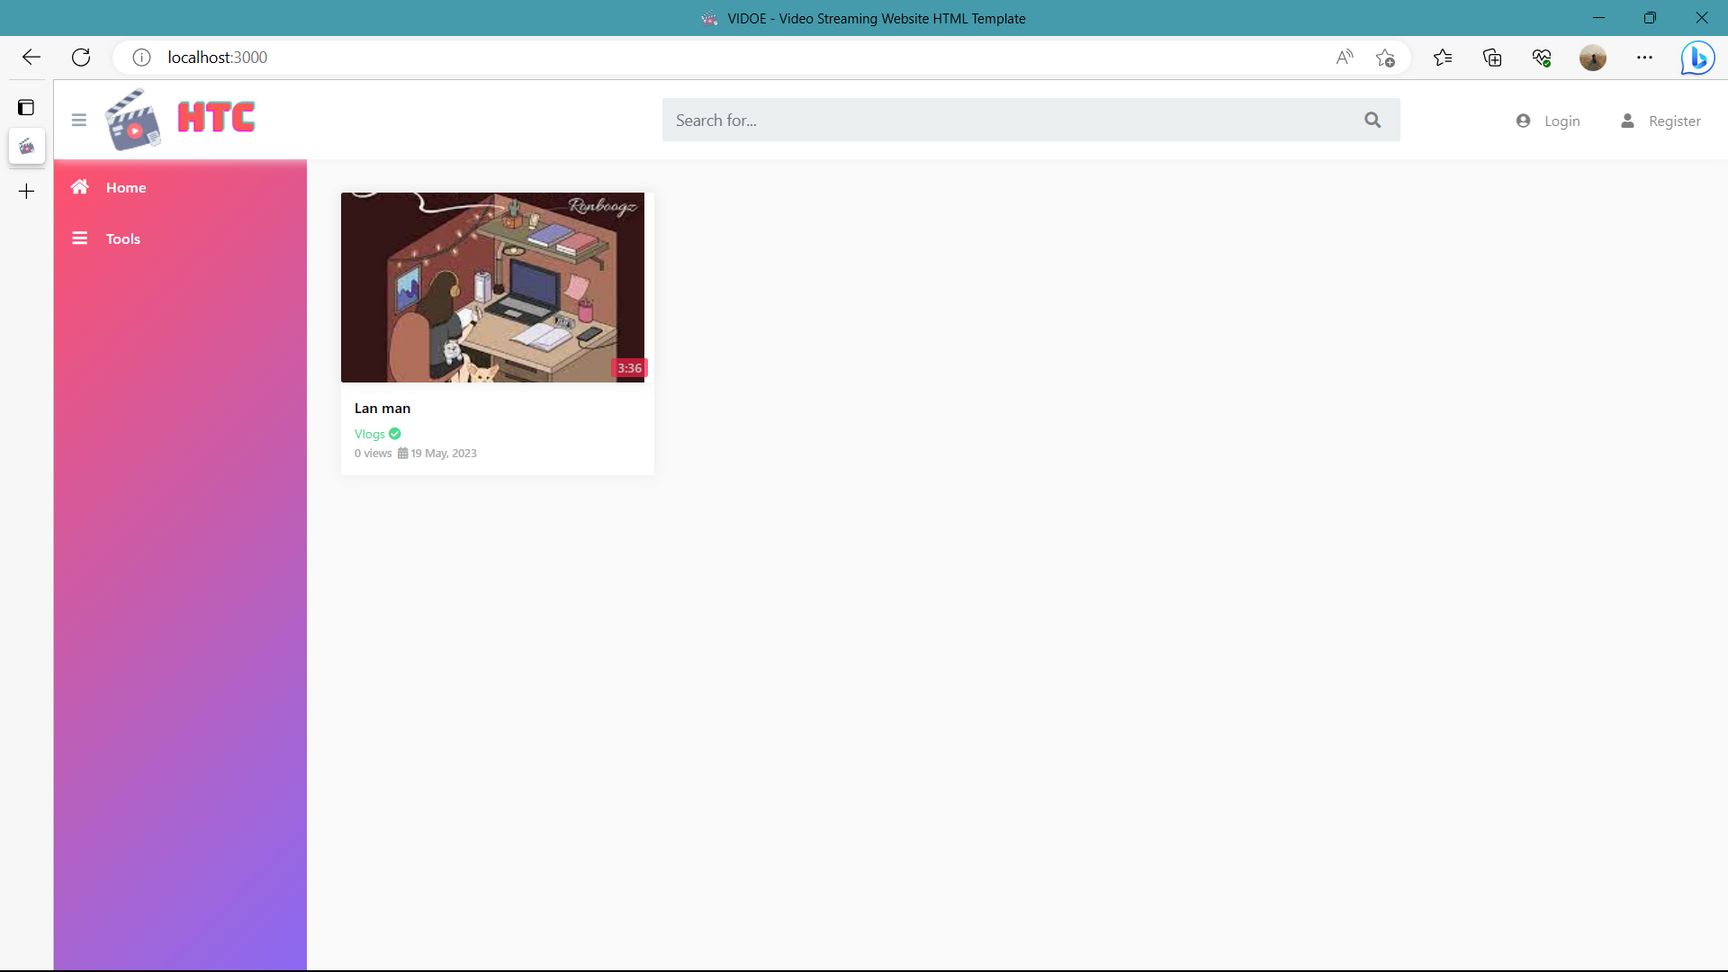 VIDOE - Video Streaming Website HTML Template
localhost:3000
HTC
Search for...
Login
Register
Home
Tools
Ranboogz
3:36
Lan man
Vlogs
0 views 19 May, 2023